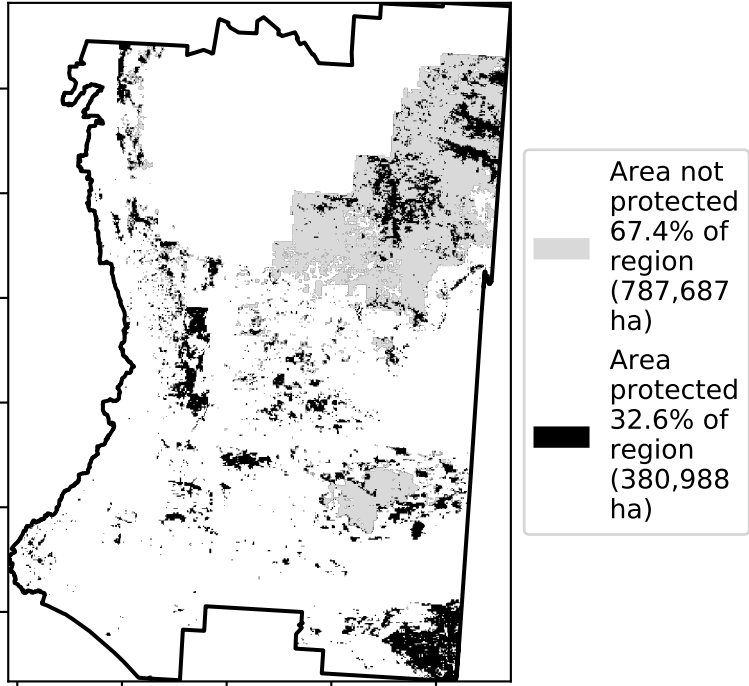 Area not
protected
67.4% of
region
(787,687
ha)
Area
protected
32.6% of
region
(380,988
ha)